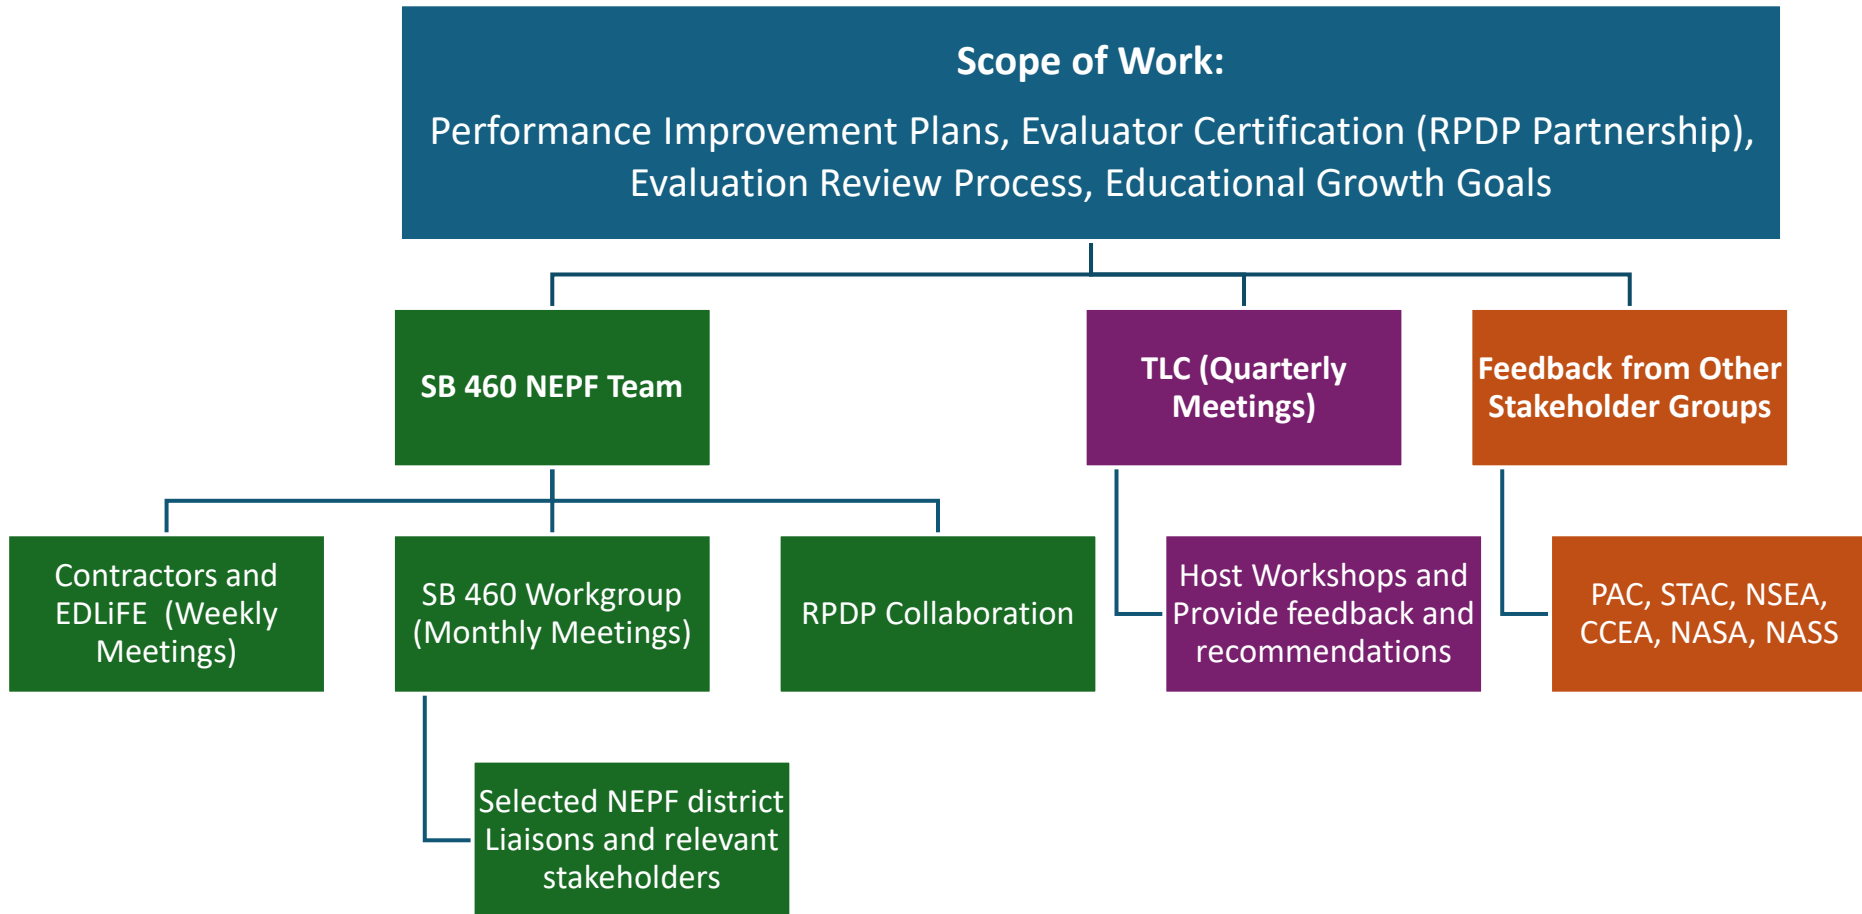 Scope of Work:
Performance Improvement Plans, Evaluator Certification (RPDP Partnership),
Evaluation Review Process, Educational Growth Goals
SB 460 NEPF Team
TLC (Quarterly
Meetings)
Feedback from Other
Stakeholder Groups
Contractors and
EDLiFE (Weekly
Meetings)
SB 460 Workgroup
(Monthly Meetings)
RPDP Collaboration
Host Workshops and
Provide feedback and
recommendations
PAC, STAC, NSEA,
CCEA, NASA, NASS
Selected NEPF district
Liaisons and relevant
stakeholders